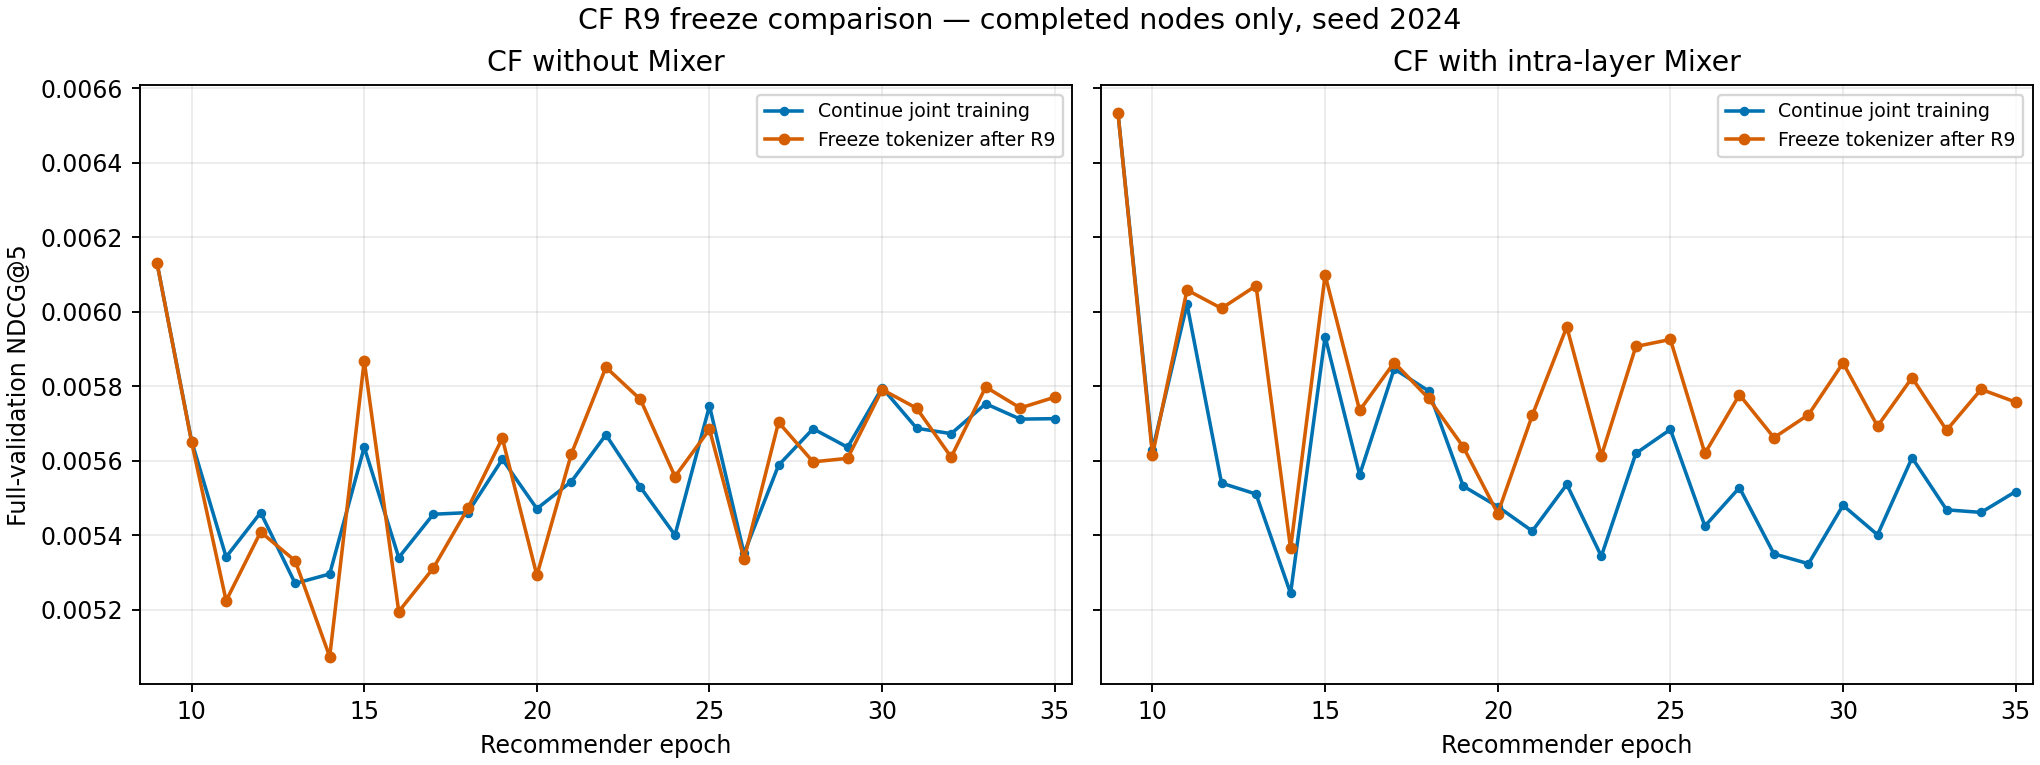 CF R9 freeze comparison — completed nodes only, seed 2024
CF without Mixer
Full-validation NDCG@5
0.0066
0.0064
0.0062
0.0060
0.0058
0.0056
0.0054
0.0052
Continue joint training
Freeze tokenizer after R9
10 15 20 25 30 35
Recommender epoch
CF with intra-layer Mixer
Continue joint training
Freeze tokenizer after R9
10 15 20 25 30 35
Recommender epoch